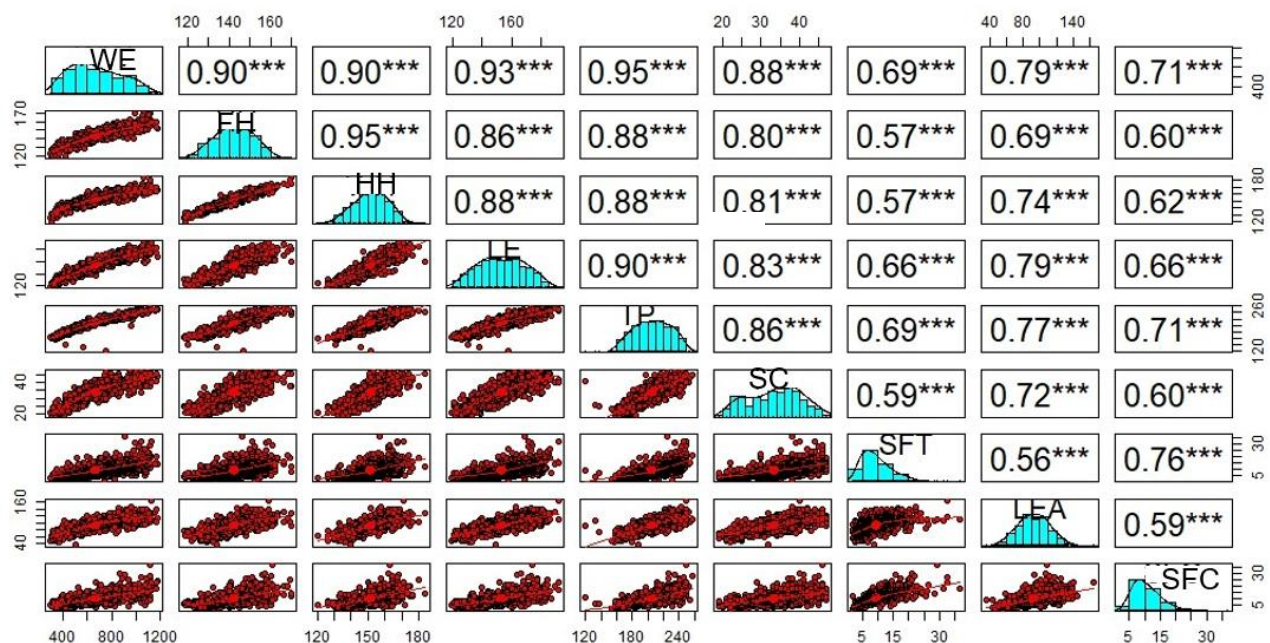 120 140 160 120 160 20 30 40 40 80 140
WE 0.90*** 0.90*** 0.93*** 0.95*** 0.88*** 0.69*** 0.79*** 0.71*** 400
120 170 FH 0.95*** 0.86*** 0.88*** 0.80*** 0.57*** 0.69*** 0.60***
HH 0.88*** 0.88*** 0.81*** 0.57*** 0.74*** 0.62*** 120 180
120 LE 0.90*** 0.83*** 0.66*** 0.79*** 0.66***
TP 0.86*** 0.69*** 0.77*** 0.71*** 120 260
20 40 SC 0.59*** 0.72*** 0.60***
SFT 0.56*** 0.76*** 5 15 30
40 160 LEA 0.59***
SFC 5 15 30
400 800 1200 120 150 180 120 180 240 5 15 30 5 15 30